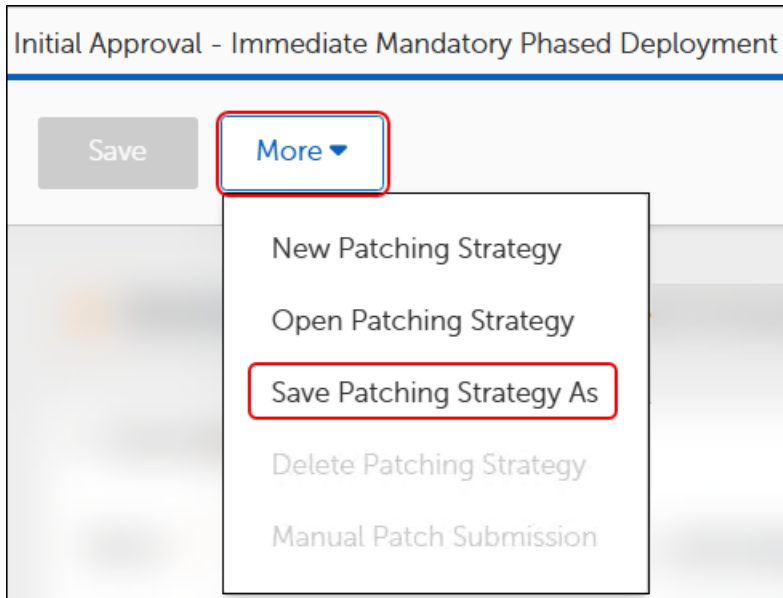 Initial Approval - Immediate Mandatory Phased Deployment
Save
More
New Patching Strategy
Open Patching Strategy
Save Patching Strategy As
Delete Patching Strategy
Manual Patch Submission